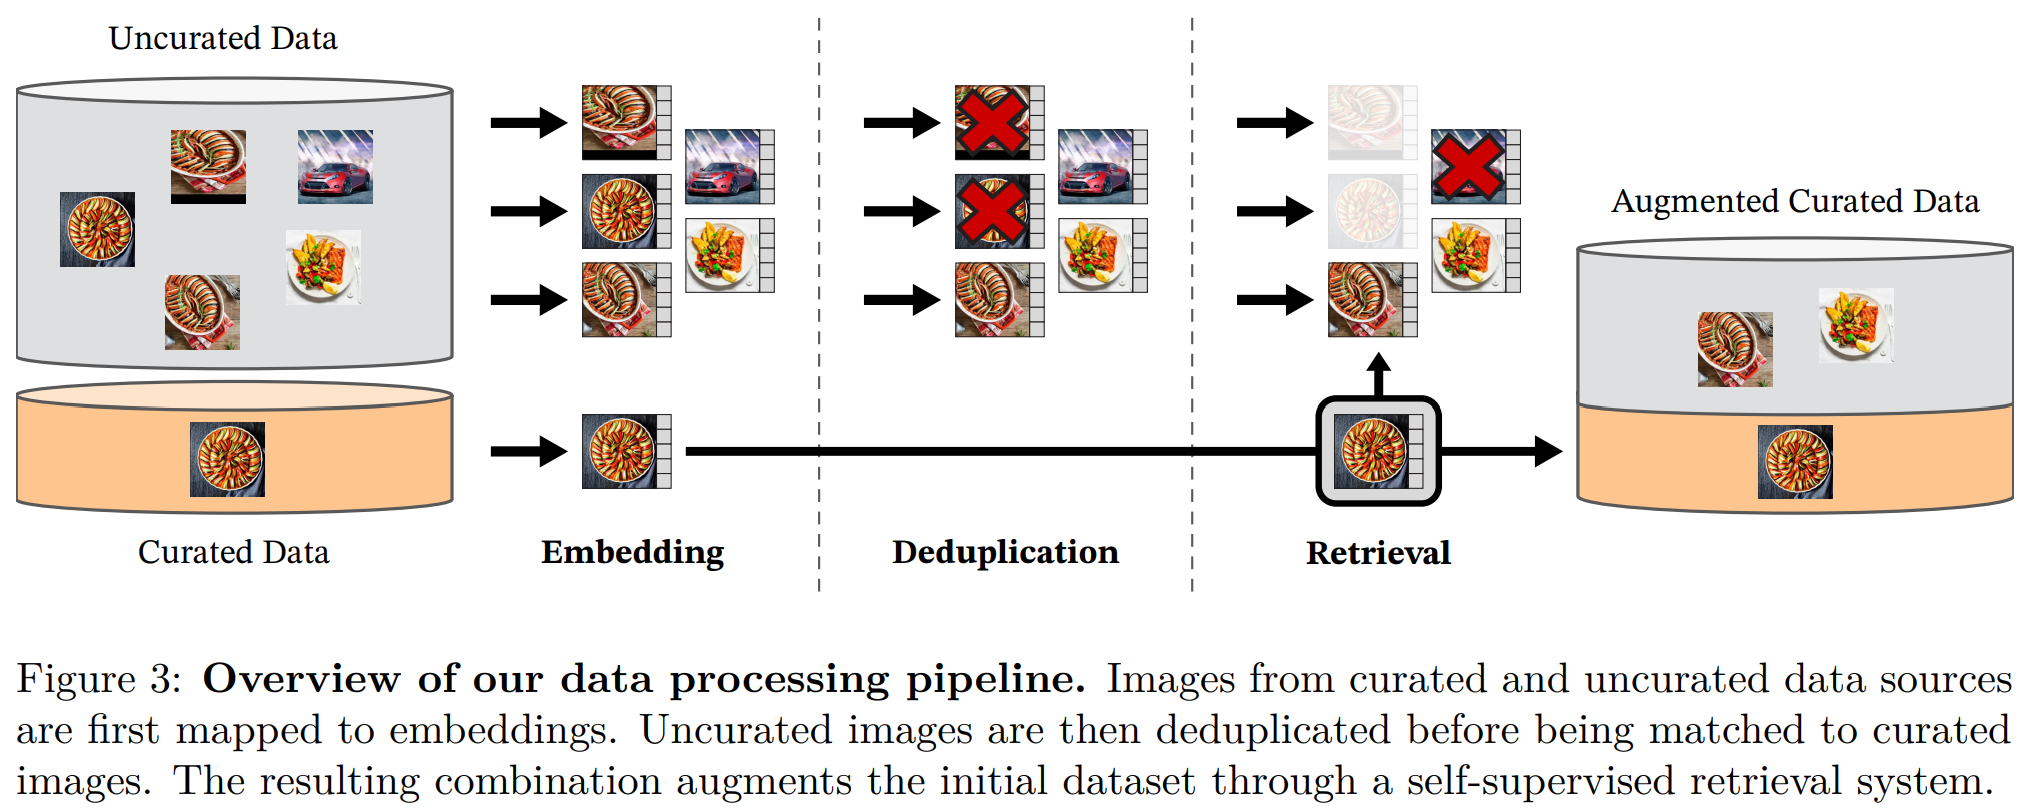 Uncurated Data
Augmented Curated Data
Curated Data
Embedding
Deduplication
Retrieval
Figure 3: Overview of our data processing pipeline. Images from curated and uncurated data sources
are first mapped to embeddings. Uncurated images are then deduplicated before being matched to curated
images. The resulting combination augments the initial dataset through a self-supervised retrieval system.